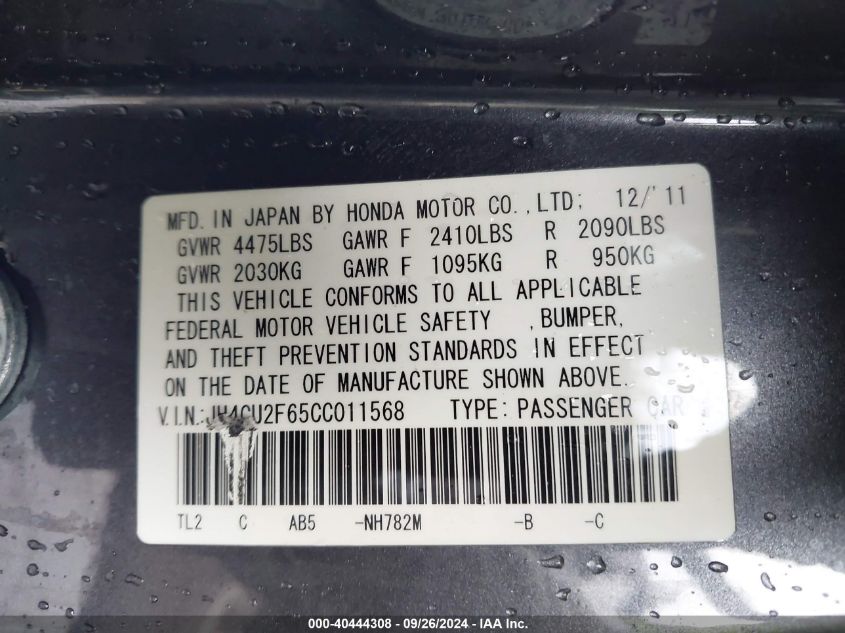 MFD. IN JAPAN BY HONDA MOTOR CO.,LTD; 12/'11
GVWR 4475LBS GAWR F 2410LBS R 2090LBS
GVWR 2030KG GAWR F 1095KG R 950KG
THIS VEHICLE CONFORMS TO ALL APPLICABLE
FEDERAL MOTOR VEHICLE SAFETY , BUMPER,
AND THEFT PREVENTION STANDARDS IN EFFECT
ON THE DATE OF MANUFACTURE SHOWN ABOVE.
V.I.N.: JH4CU2F65CC011568 TYPE: PASSENGER CAR
TL2 C AB5 -NH782M -B -C
000-40444308 - 09/26/2024 - IAA Inc.